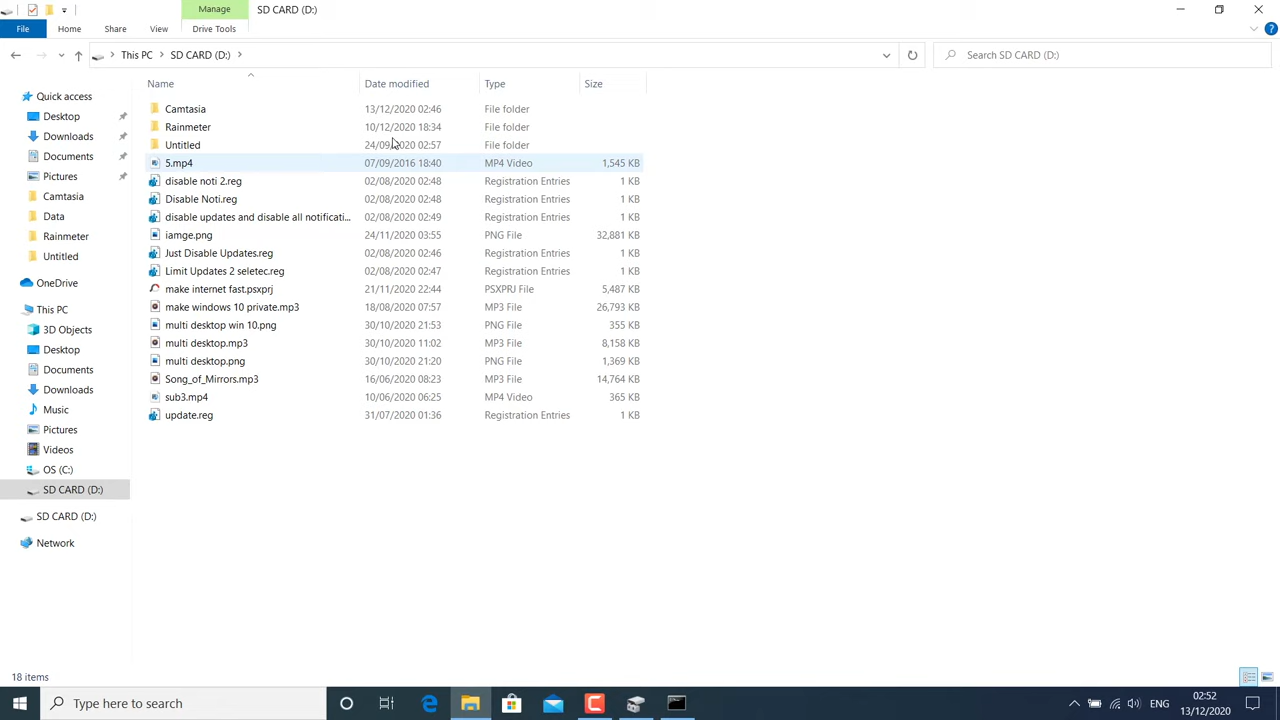 Manage
SD CARD (D:)
File
Home
Share
View
Drive Tools
This PC
SD CARD (D:)
Search SD CARD (D:)
Name
Date modified
Type
Size
Camtasia 13/12/2020 02:46 File folder
Rainmeter 10/12/2020 18:34 File folder
Untitled 24/09/2020 02:57 File folder
5.mp4 07/09/2016 18:40 MP4 Video 1,545 KB
disable noti 2.reg 02/08/2020 02:48 Registration Entries 1 KB
Disable Noti.reg 02/08/2020 02:48 Registration Entries 1 KB
disable updates and disable all notificati... 02/08/2020 02:49 Registration Entries 1 KB
iamge.png 24/11/2020 03:55 PNG File 32,881 KB
Just Disable Updates.reg 02/08/2020 02:46 Registration Entries 1 KB
Limit Updates 2 seletec.reg 02/08/2020 02:47 Registration Entries 1 KB
make internet fast.psxprj 21/11/2020 22:44 PSXPRJ File 5,487 KB
make windows 10 private.mp3 18/08/2020 07:57 MP3 File 26,793 KB
multi desktop win 10.png 30/10/2020 21:53 PNG File 355 KB
multi desktop.mp3 30/10/2020 11:02 MP3 File 8,158 KB
multi desktop.png 30/10/2020 21:20 PNG File 1,369 KB
Song_of_Mirrors.mp3 16/06/2020 08:23 MP3 File 14,764 KB
sub3.mp4 10/06/2020 06:25 MP4 Video 365 KB
update.reg 31/07/2020 01:36 Registration Entries 1 KB
Quick access
Desktop
Downloads
Documents
Pictures
Camtasia
Data
Rainmeter
Untitled
OneDrive
This PC
3D Objects
Desktop
Documents
Downloads
Music
Pictures
Videos
OS (C:)
SD CARD (D:)
SD CARD (D:)
Network
18 items
Type here to search
ENG
02:52
13/12/2020